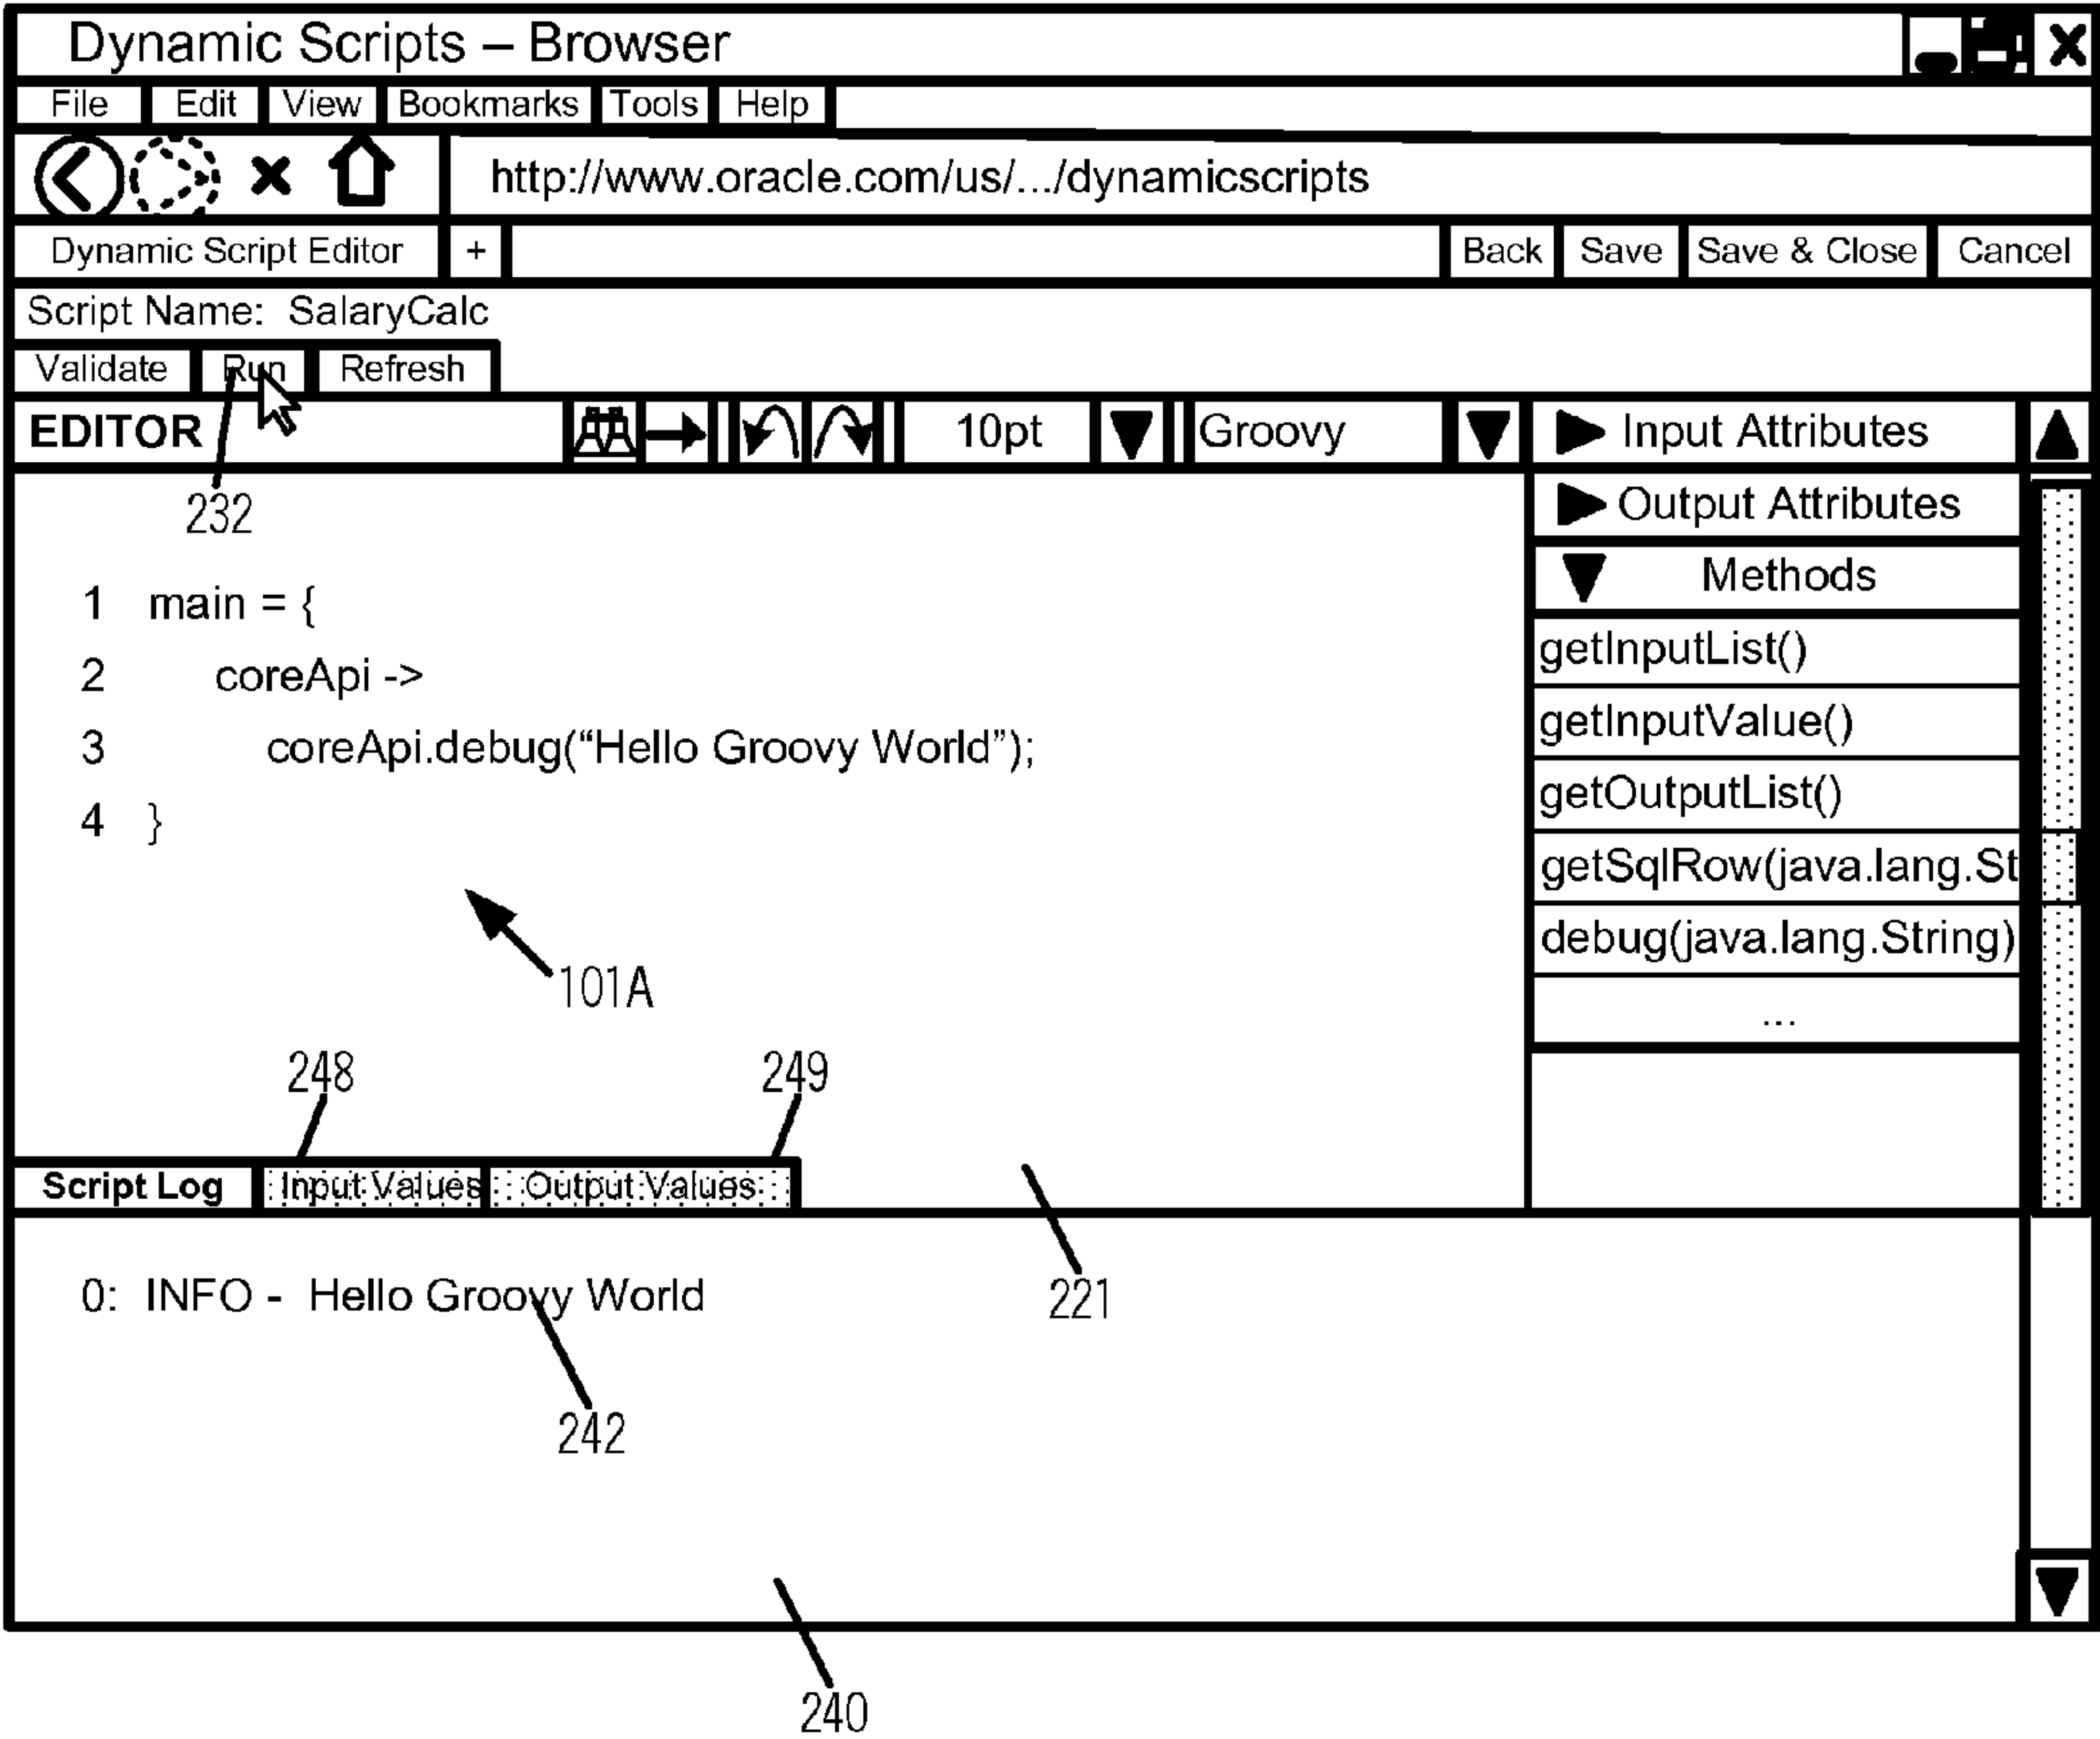 Dynamic Scripts – Browser
File Edit View Bookmarks Tools Help
http://www.oracle.com/us/.../dynamicscripts
Dynamic Script Editor + Back Save Save & Close Cancel
Script Name: SalaryCalc
Validate Run Refresh
EDITOR 10pt Groovy Input Attributes
232
Output Attributes
Methods
1 main = {
2 coreApi ->
3 coreApi.debug(“Hello Groovy World”);
4 }
getInputList()
getInputValue()
getOutputList()
getSqlRow(java.lang.St
debug(java.lang.String)
...
101A
248 249
Script Log Input Values Output Values
0: INFO - Hello Groovy World
221
242
240